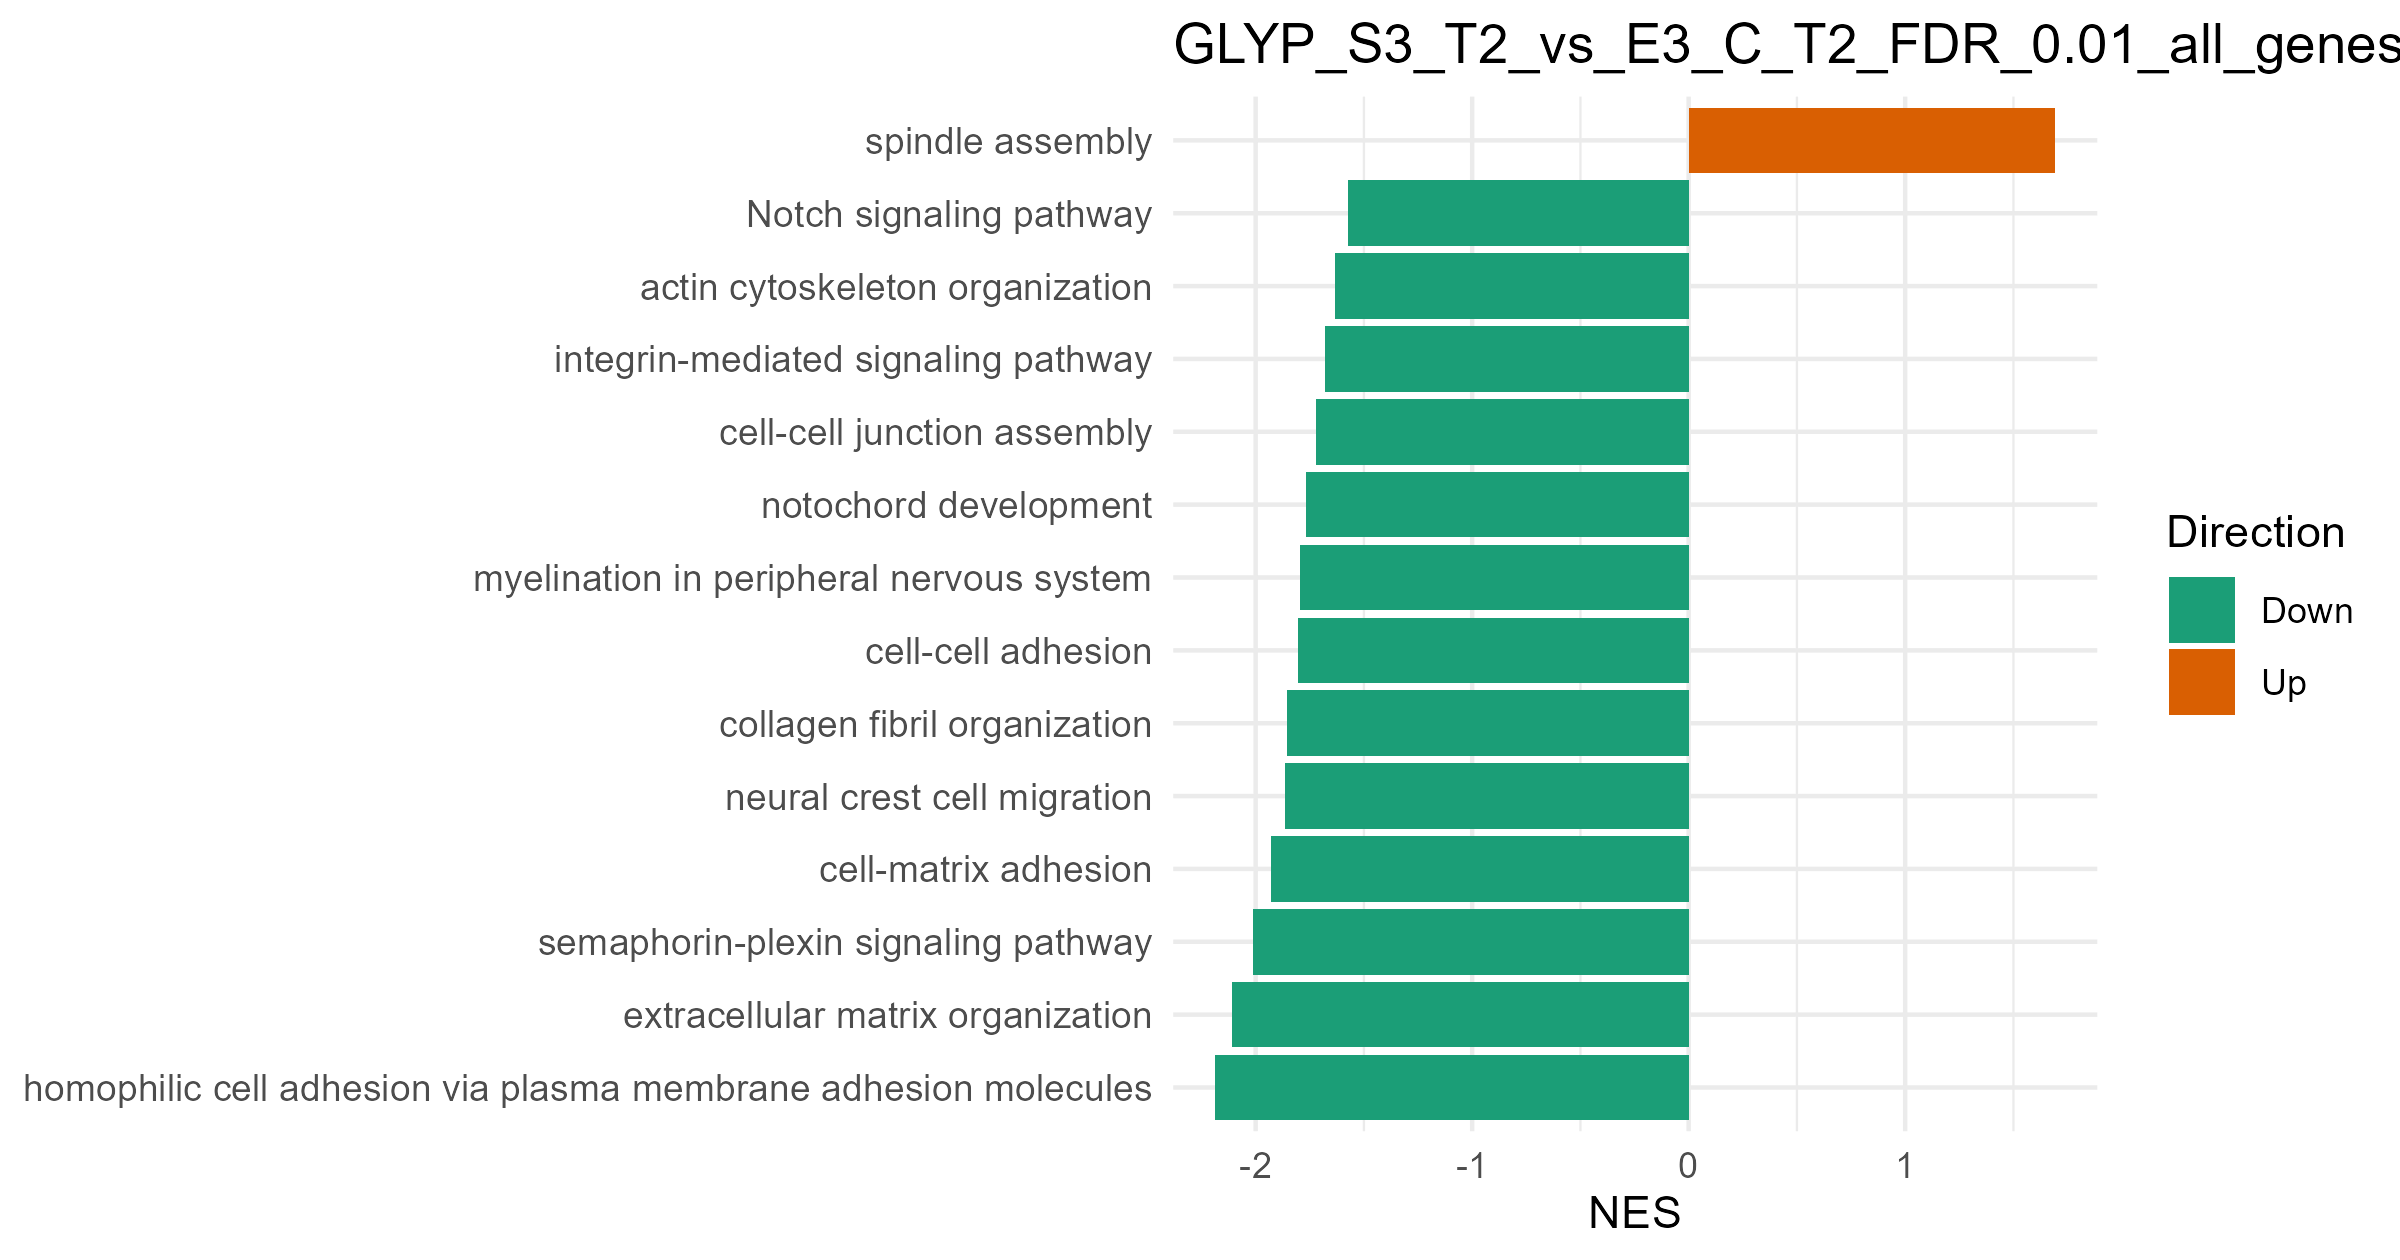 GLYP_S3_T2_vs_E3_C_T2_FDR_0.01_all_genes
spindle assembly
Notch signaling pathway
actin cytoskeleton organization
integrin-mediated signaling pathway
cell-cell junction assembly
notochord development
myelination in peripheral nervous system
cell-cell adhesion
collagen fibril organization
neural crest cell migration
cell-matrix adhesion
semaphorin-plexin signaling pathway
extracellular matrix organization
homophilic cell adhesion via plasma membrane adhesion molecules
-2 -1 0 1
NES
Direction
Down
Up